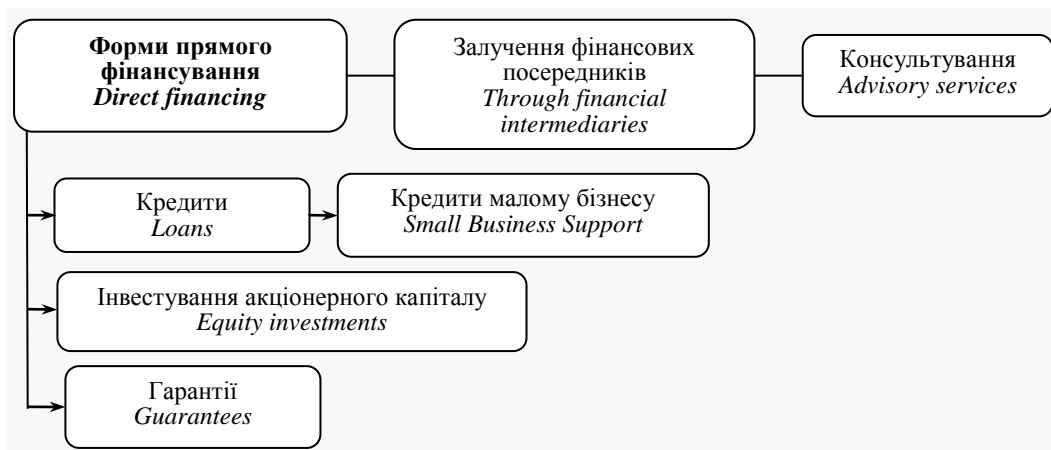 Форми прямого
фінансування
Direct financing
Залучення фінансових
посередників
Through financial
intermediaries
Консультування
Advisory services
Кредити
Loans
Кредити малому бізнесу
Small Business Support
Інвестування акціонерного капіталу
Equity investments
Гарантії
Guarantees